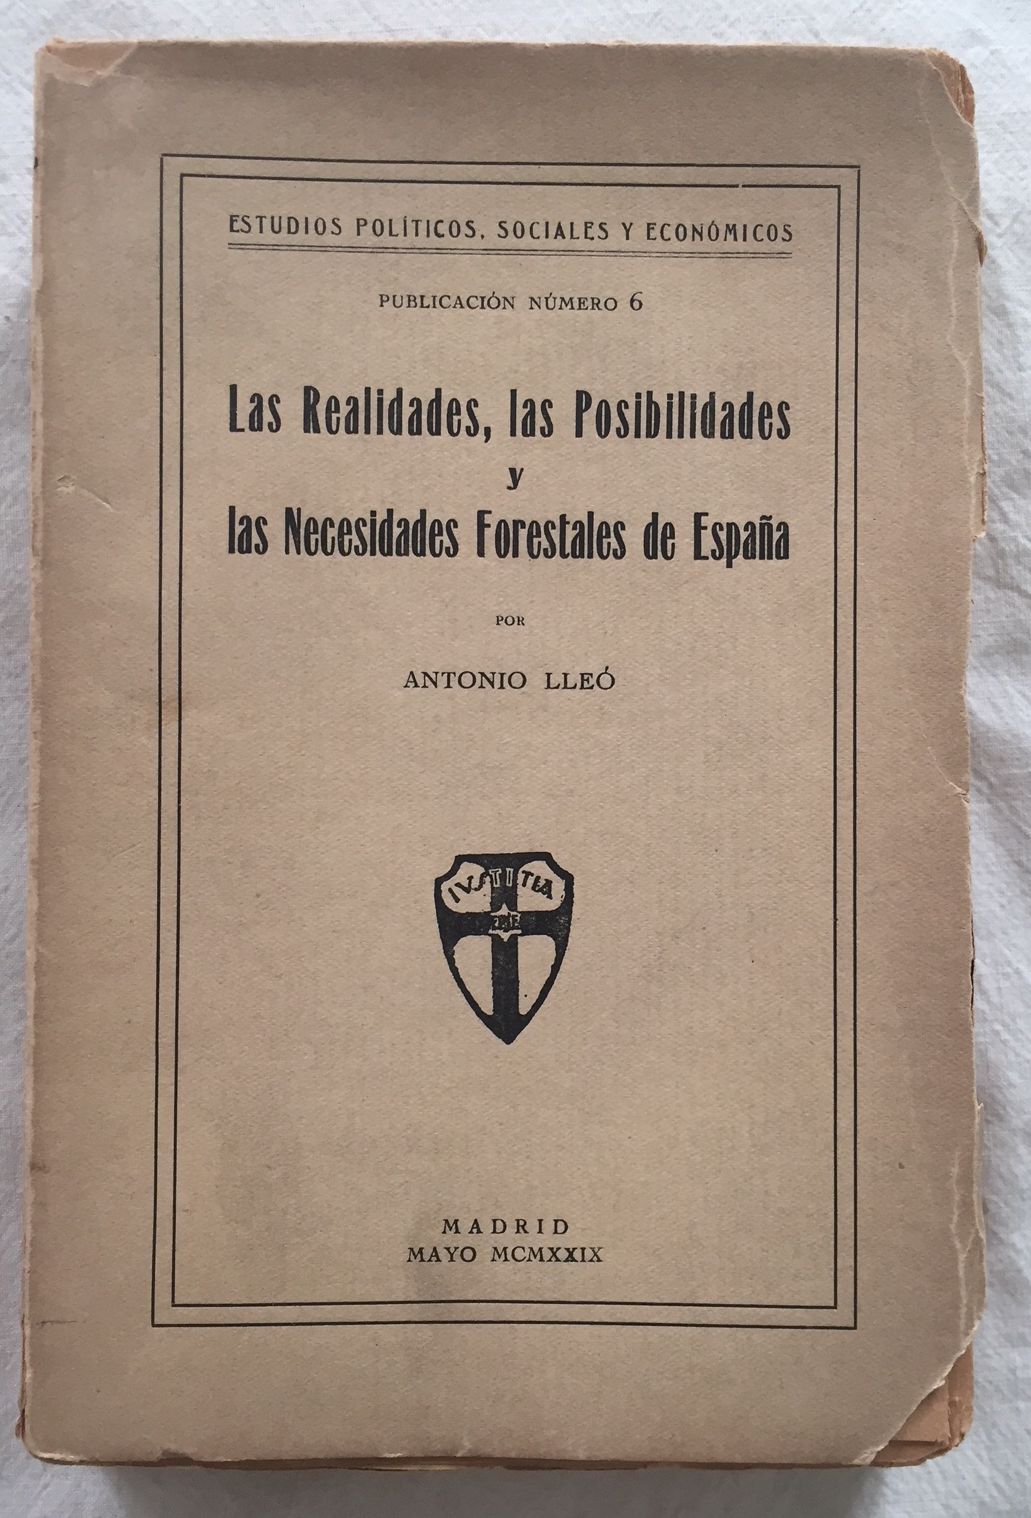 ESTUDIOS POLÍTICOS, SOCIALES Y ECONÓMICOS
PUBLICACIÓN NÚMERO 6
Las Realidades, las Posibilidades
y
las Necesidades Forestales de España
POR
ANTONIO LLEÓ
IVSTITIA
MADRID
MAYO MCMXXIX